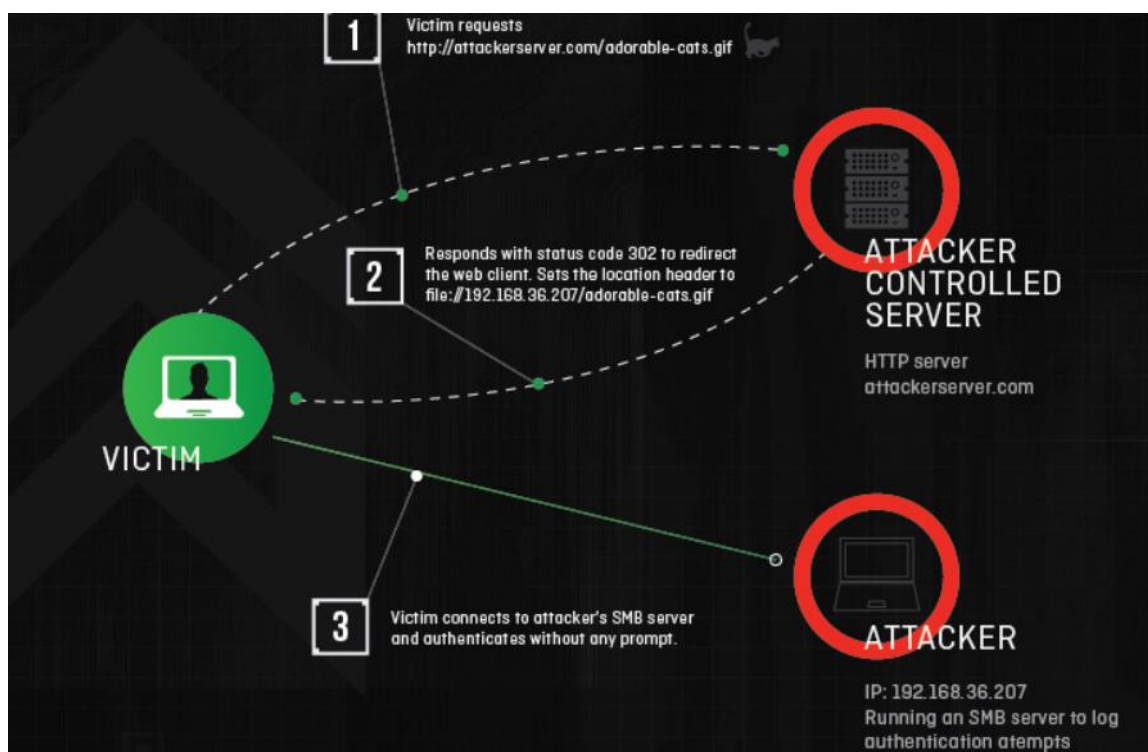 1
Victim requests
http://attackerserver.com/adorable-cats.gif
2
Responds with status code 302 to redirect
the web client. Sets the location header to
file://192.168.36.207/adorable-cats.gif
ATTACKER
CONTROLLED
SERVER
HTTP server
attackerserver.com
VICTIM
3
Victim connects to attacker's SMB server
and authenticates without any prompt.
ATTACKER
IP: 192.168.36.207
Running an SMB server to log
authentication atempts